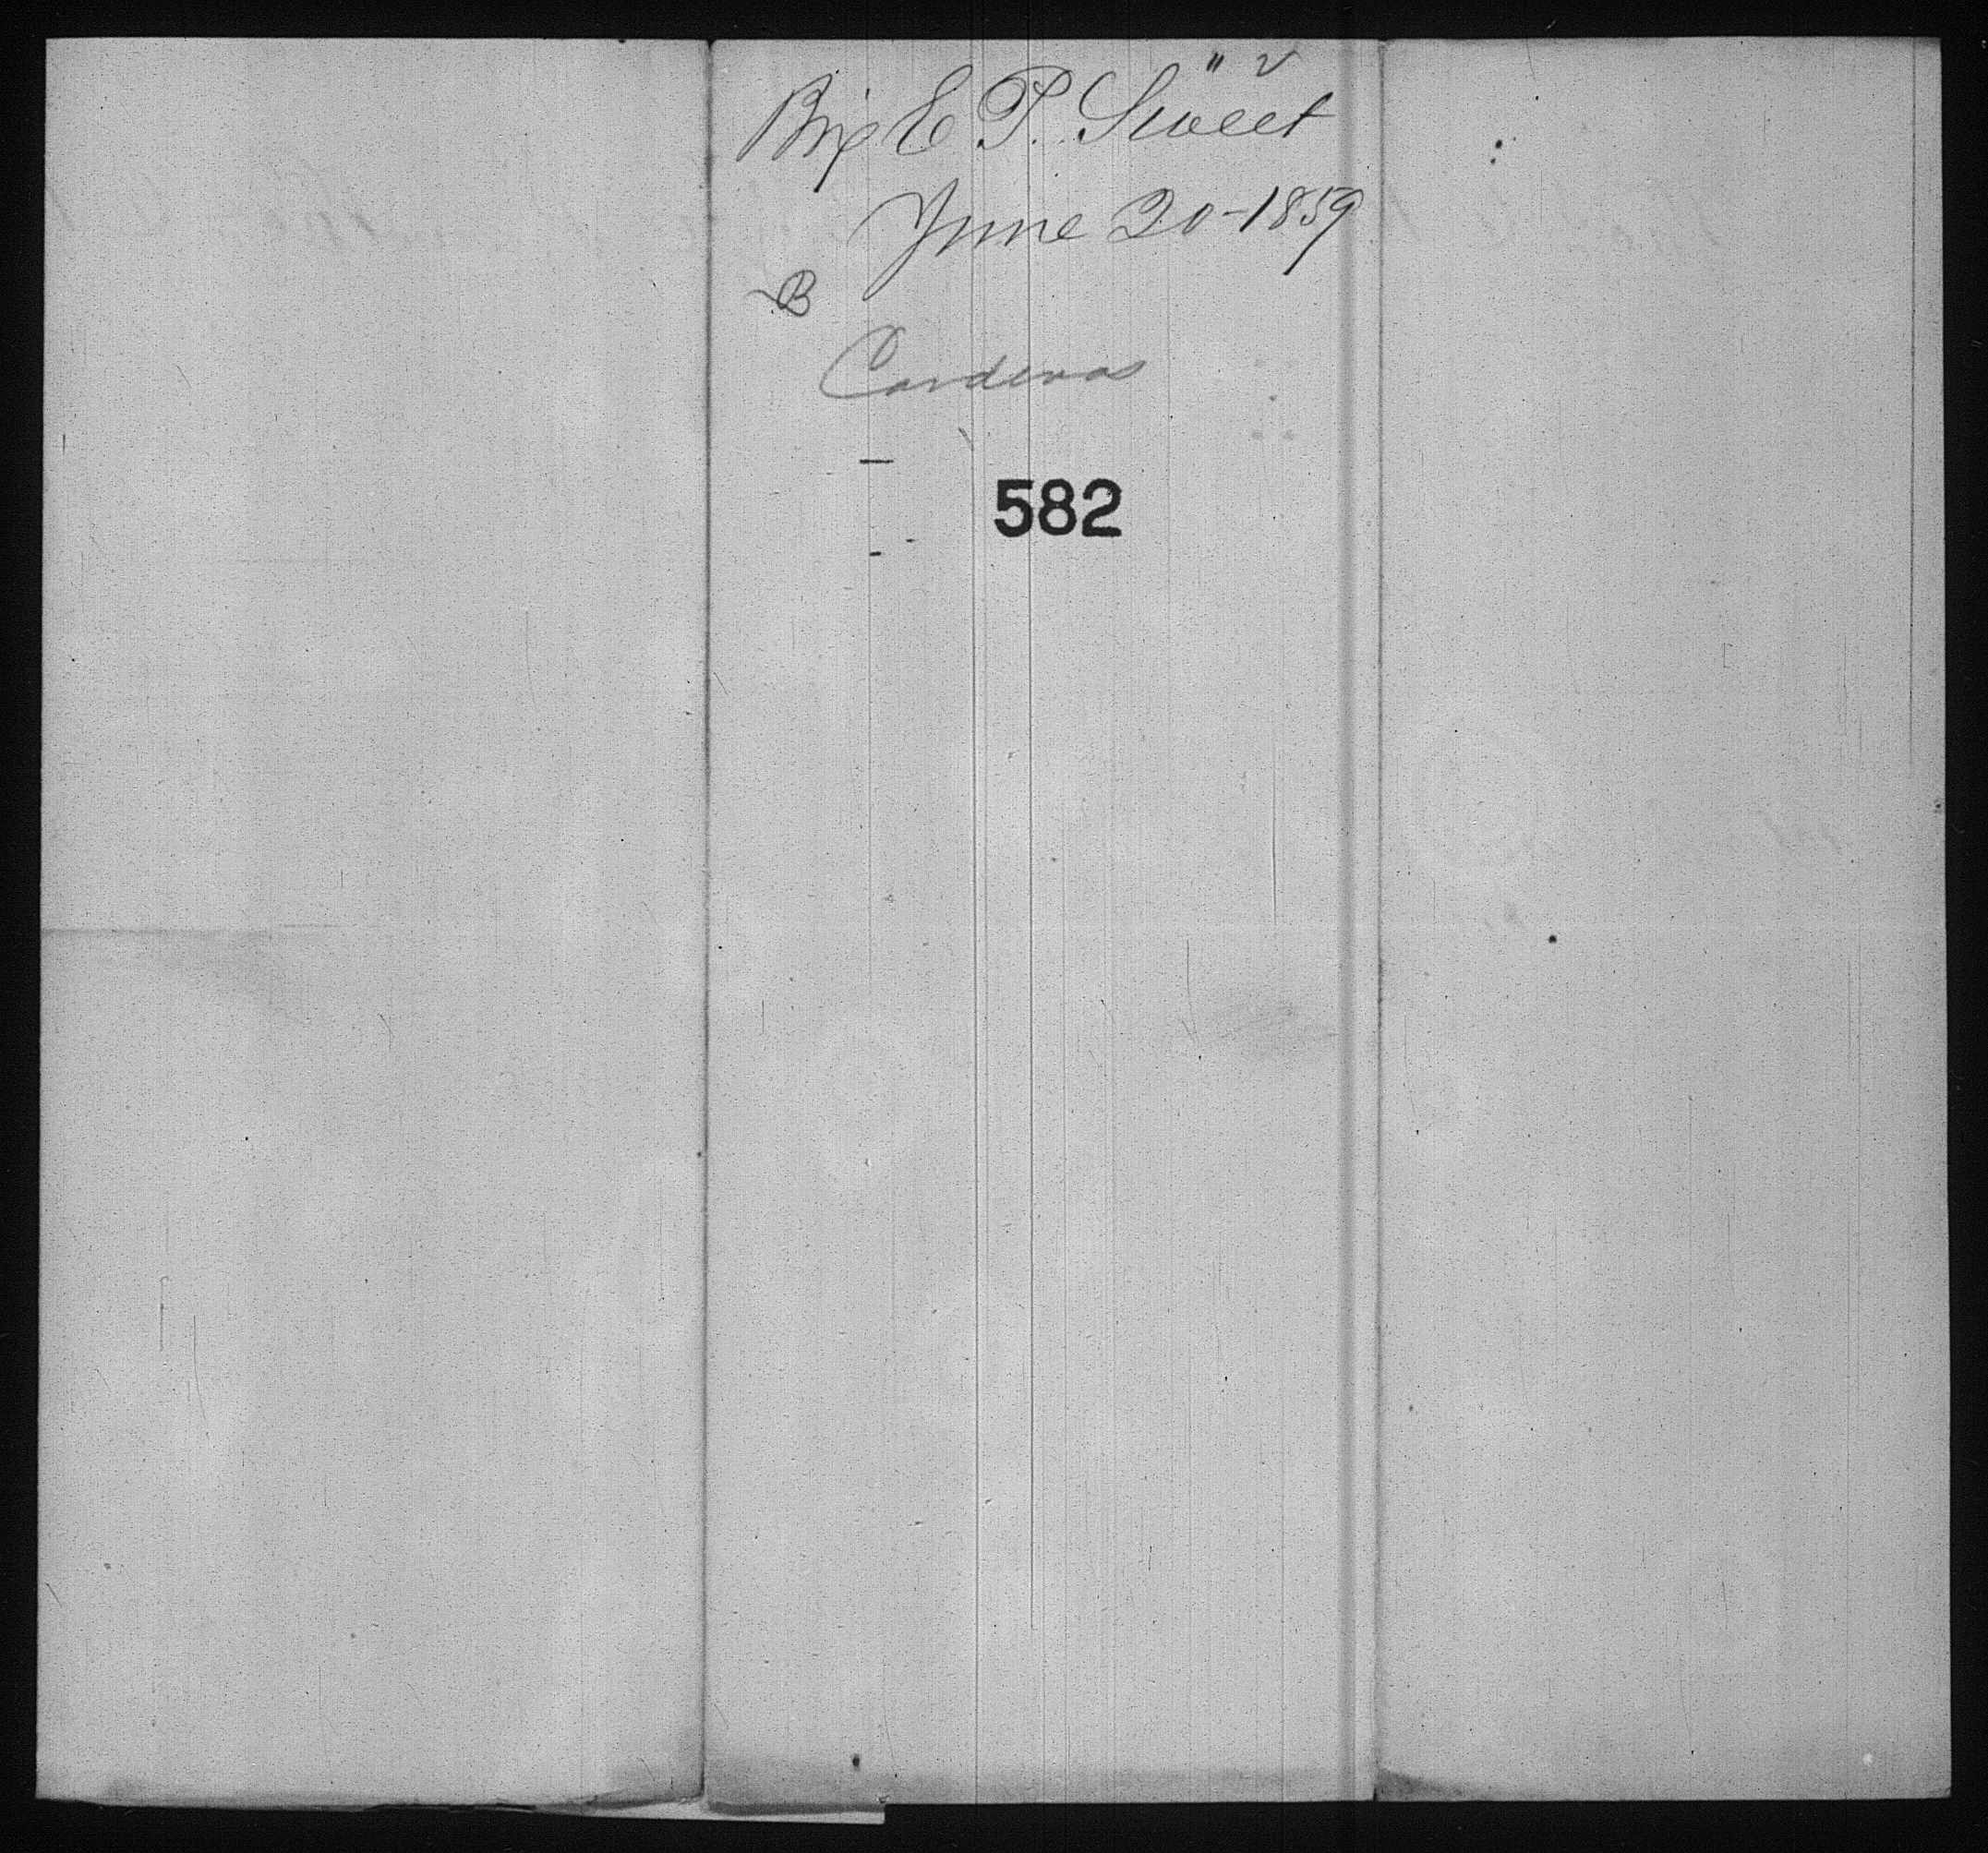 Brig E P. Sweet
June 20-1859
B
Cardenas
582